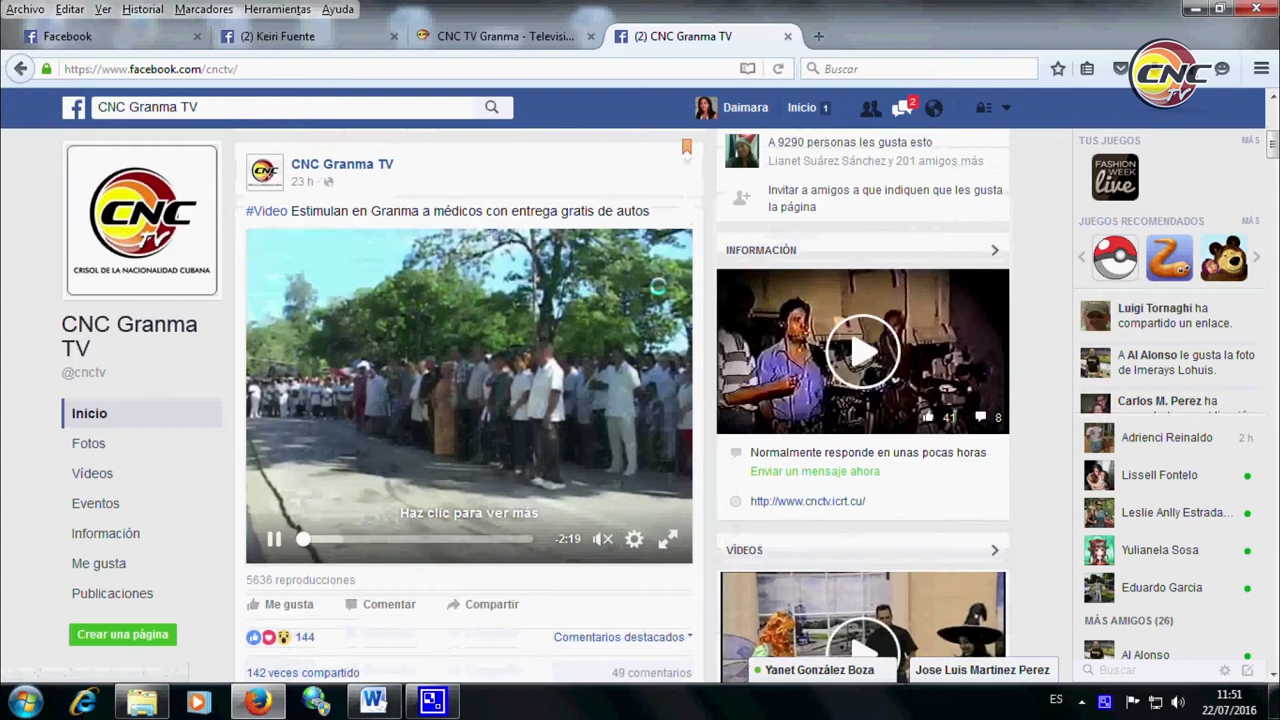 Archivo Editar Ver Historial Marcadores Herramientas Ayuda
Facebook
(2) Keiri Fuente
CNC TV Granma - Televisi...
(2) CNC Granma TV
https://www.facebook.com/cnctv/
Buscar
CNC TV
CNC Granma TV
Daimara
Inicio 1
2
CNC TV
CRISOL DE LA NACIONALIDAD CUBANA
CNC Granma
TV
@cnctv
Inicio
Fotos
Vídeos
Eventos
Información
Me gusta
Publicaciones
Crear una página
CNC Granma TV
23 h
#Video Estimulan en Granma a médicos con entrega gratis de autos
Haz clic para ver más
-2:19
5636 reproducciones
Me gusta
Comentar
Compartir
144
Comentarios destacados
142 veces compartido
49 comentarios
A 9290 personas les gusta esto
Lianet Suárez Sánchez y 201 amigos más
Invitar a amigos a que indiquen que les gusta
la página
INFORMACIÓN
41
8
Normalmente responde en unas pocas horas
Enviar un mensaje ahora
http://www.cnctv.icrt.cu/
VÍDEOS
Yanet González Boza
Jose Luis Martinez Perez
TUS JUEGOS
MÁS
FASHION
WEEK
live
JUEGOS RECOMENDADOS
MÁS
Luigi Tornaghi ha
compartido un enlace.
A Al Alonso le gusta la foto
de Imerays Lohuis.
Carlos M. Perez ha
Adrienci Reinaldo
2 h
Lissell Fontelo
Leslie Anlly Estrada...
Yulianela Sosa
Eduardo Garcia
MÁS AMIGOS (26)
Al Alonso
Buscar
ES
11:51
22/07/2016